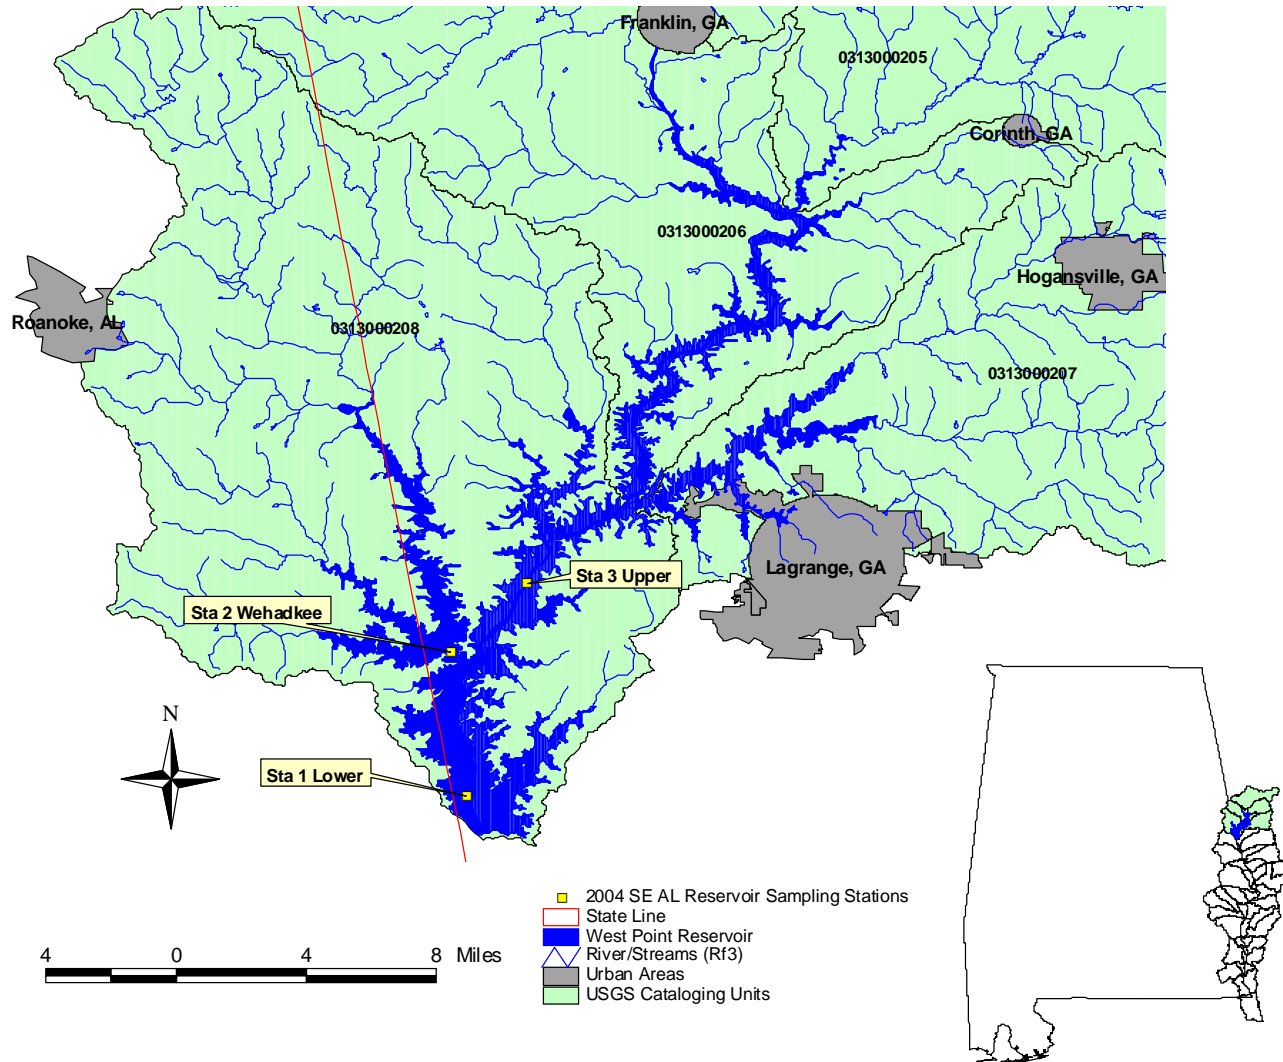 Franklin, GA
0313000205
Corinth, GA
0313000206
Hogansville, GA
Roanoke, AL
0313000208
0313000207
Lagrange, GA
Sta 3 Upper
Sta 2 Wehadkee
N
Sta 1 Lower
2004 SE AL Reservoir Sampling Stations
State Line
West Point Reservoir
River/Streams (Rf3)
Urban Areas
USGS Cataloging Units
4 0 4 8 Miles